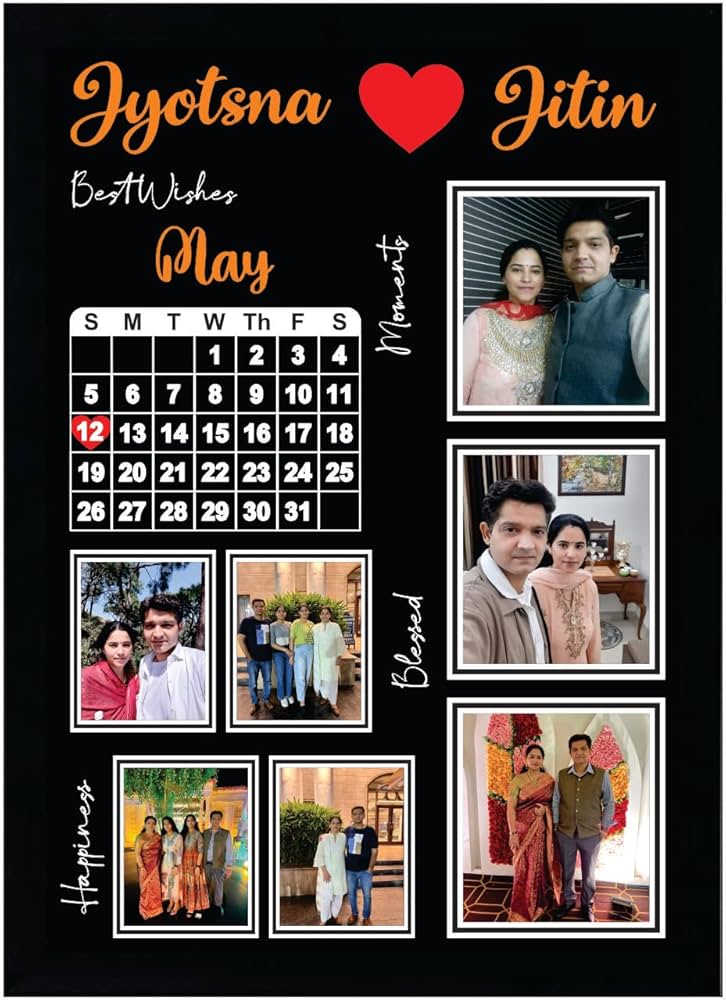 Jyotsna Jitin
Best Wishes
May
S M T W Th F S
1 2 3 4
5 6 7 8 9 10 11
12 13 14 15 16 17 18
19 20 21 22 23 24 25
26 27 28 29 30 31
Moments
Blessed
Happiness